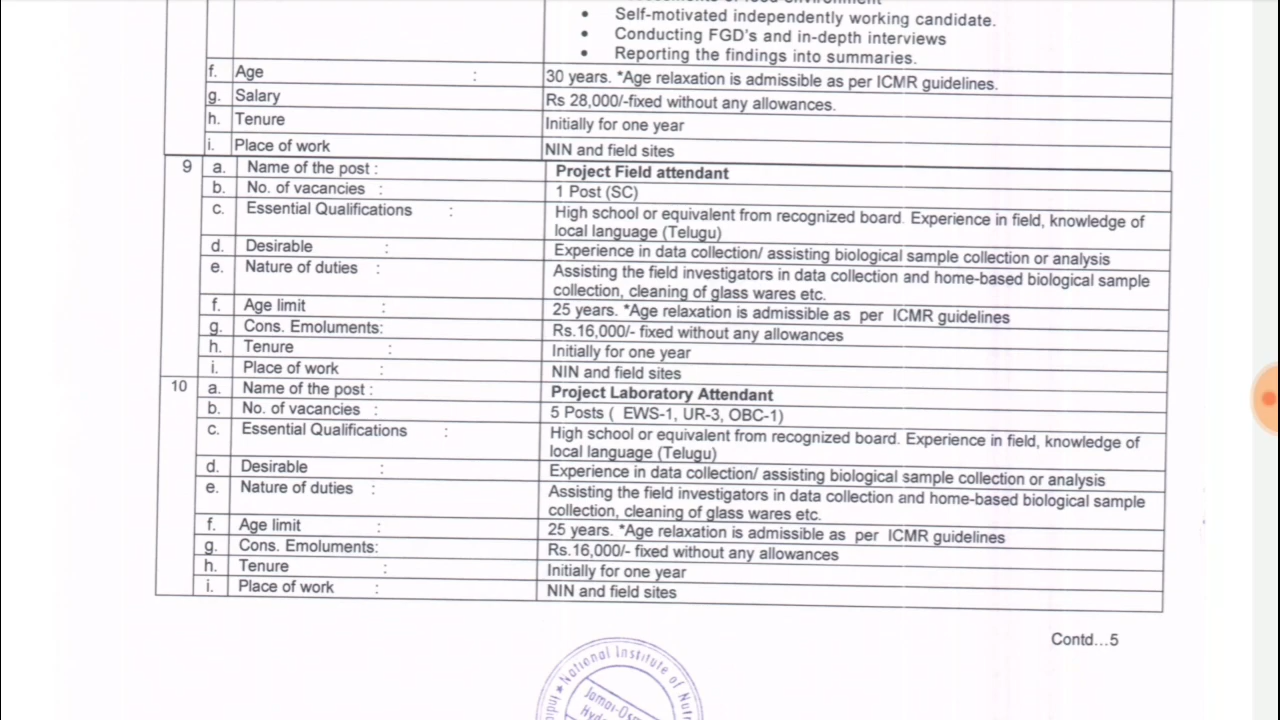 • Self-motivated independently working candidate.
• Conducting FGD's and in-depth interviews
• Reporting the findings into summaries.
f. Age : 30 years. *Age relaxation is admissible as per ICMR guidelines.
g. Salary Rs 28,000/-fixed without any allowances.
h. Tenure Initially for one year
i. Place of work NIN and field sites
9 a. Name of the post : Project Field attendant
b. No. of vacancies : 1 Post (SC)
c. Essential Qualifications : High school or equivalent from recognized board. Experience in field, knowledge of
local language (Telugu)
d. Desirable : Experience in data collection/ assisting biological sample collection or analysis
e. Nature of duties : Assisting the field investigators in data collection and home-based biological sample
collection, cleaning of glass wares etc.
f. Age limit : 25 years. *Age relaxation is admissible as per ICMR guidelines
g. Cons. Emoluments: Rs.16,000/- fixed without any allowances
h. Tenure : Initially for one year
i. Place of work : NIN and field sites
10 a. Name of the post : Project Laboratory Attendant
b. No. of vacancies : 5 Posts ( EWS-1, UR-3, OBC-1)
c. Essential Qualifications : High school or equivalent from recognized board. Experience in field, knowledge of
local language (Telugu)
d. Desirable : Experience in data collection/ assisting biological sample collection or analysis
e. Nature of duties : Assisting the field investigators in data collection and home-based biological sample
collection, cleaning of glass wares etc.
f. Age limit : 25 years. *Age relaxation is admissible as per ICMR guidelines
g. Cons. Emoluments: Rs.16,000/- fixed without any allowances
h. Tenure : Initially for one year
i. Place of work : NIN and field sites
Contd...5
National Institute of